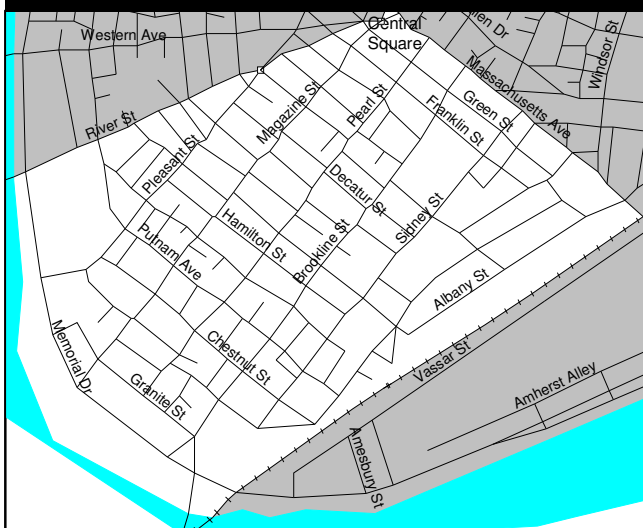 Central
Square
Allen Dr
Western Ave
Windsor St
Massachusetts Ave
Magazine St
Pearl St
Green St
Franklin St
River St
Pleasant St
Decatur St
Sidney St
Hamilton St
Putnam Ave
Brookline St
Albany St
Memorial Dr
Chestnut St
Vassar St
Granite St
Amherst Alley
Amesbury St